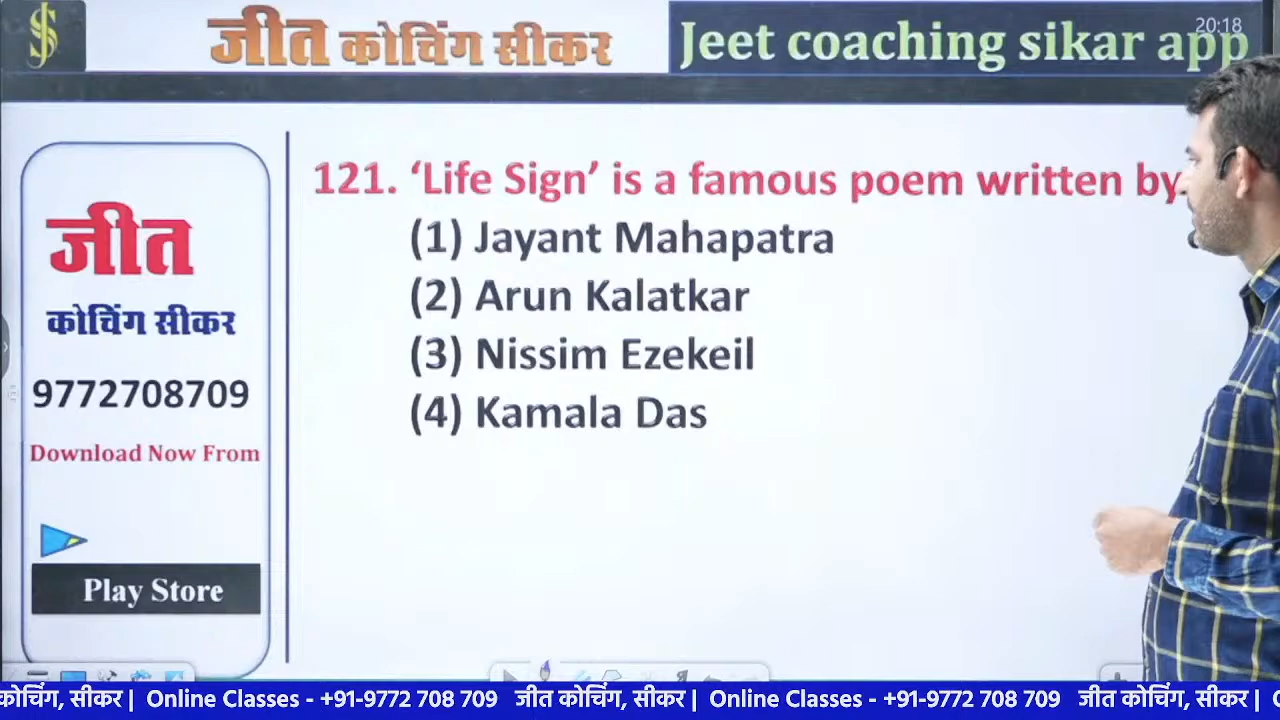 जीत कोचिंग सीकर
Jeet coaching sikar app
20:18
जीत
कोचिंग सीकर
9772708709
Download Now From
Play Store
121. ‘Life Sign’ is a famous poem written by
(1) Jayant Mahapatra
(2) Arun Kalatkar
(3) Nissim Ezekeil
(4) Kamala Das
कोचिंग, सीकर | Online Classes - +91-9772 708 709 जीत कोचिंग, सीकर | Online Classes - +91-9772 708 709 जीत कोचिंग, सीकर |